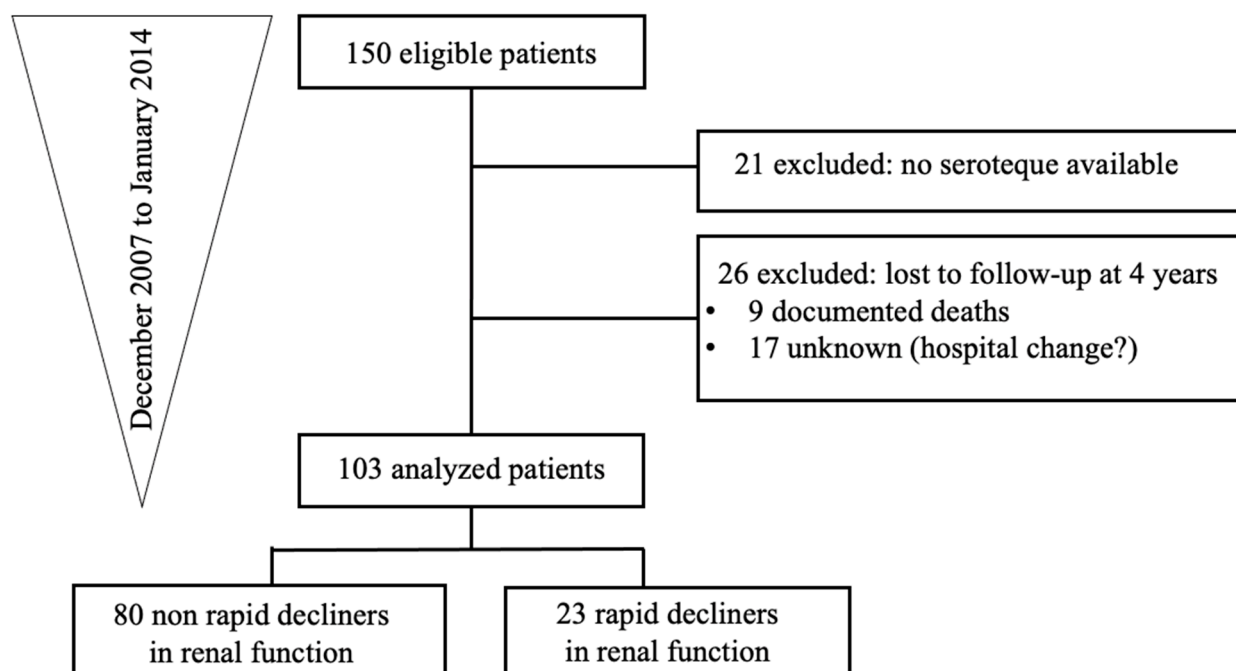 December 2007 to January 2014
150 eligible patients
21 excluded: no seroteque available
26 excluded: lost to follow-up at 4 years
• 9 documented deaths
• 17 unknown (hospital change?)
103 analyzed patients
80 non rapid decliners
in renal function
23 rapid decliners
in renal function